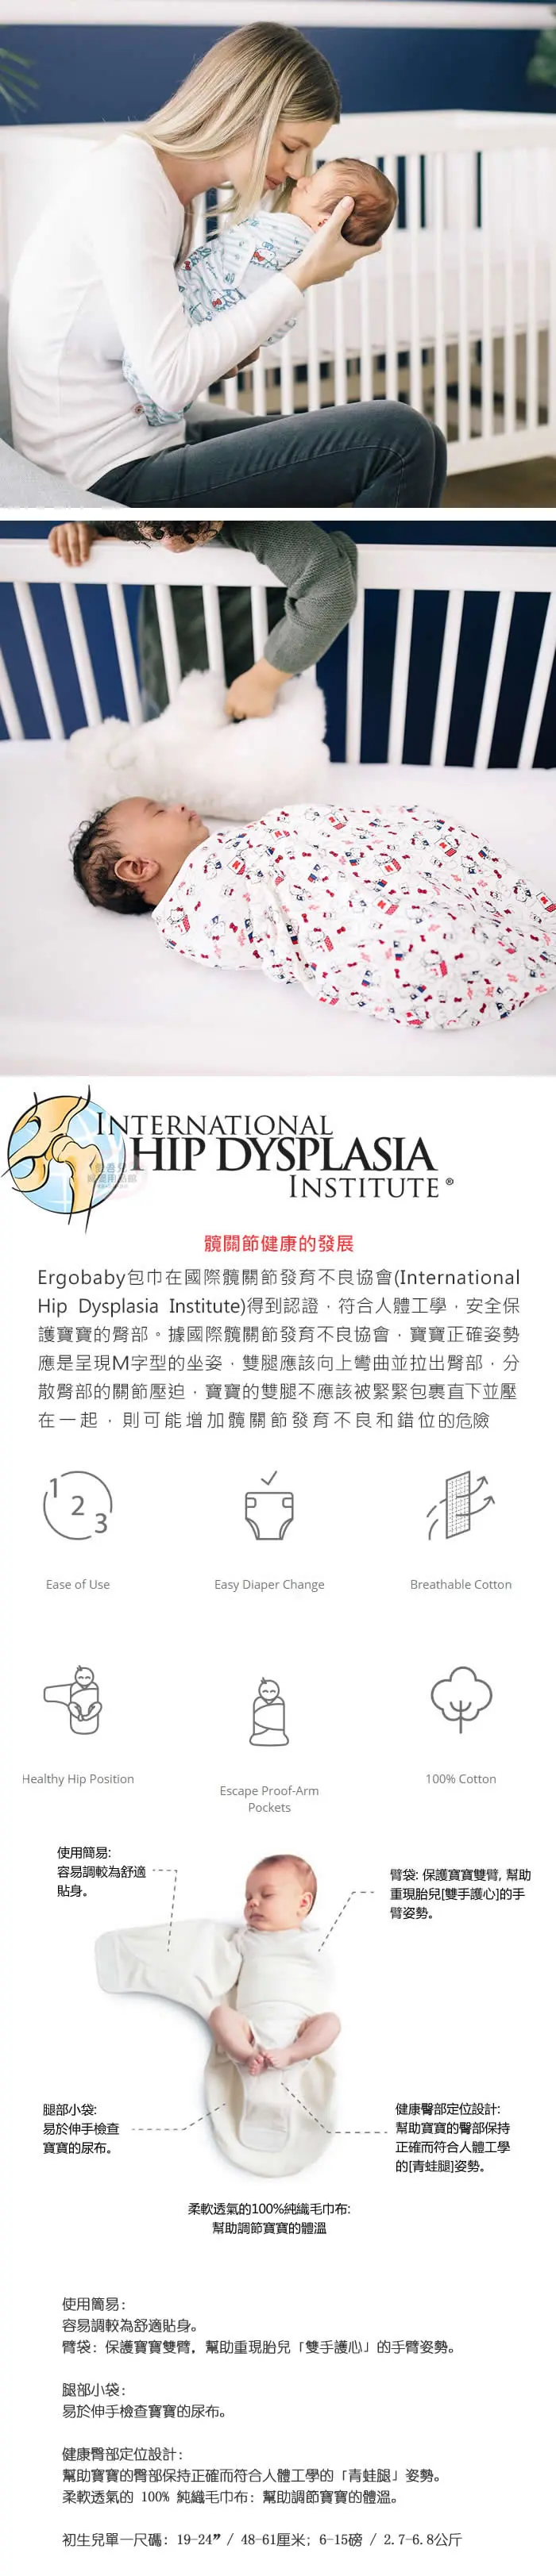 INTERNATIONAL
HIP DYSPLASIA
INSTITUTE ®
髖關節健康的發展
Ergobaby包巾在國際髖關節發育不良協會(International
Hip Dysplasia Institute)得到認證，符合人體工學，安全保
護寶寶的臀部。據國際髖關節發育不良協會，寶寶正確姿勢
應是呈現M字型的坐姿，雙腿應該向上彎曲並拉出臀部，分
散臀部的關節壓迫，寶寶的雙腿不應該被緊緊包裹直下並壓
在一起，則可能增加髖關節發育不良和錯位的危險
1 2 3
Ease of Use
Easy Diaper Change
Breathable Cotton
Healthy Hip Position
Escape Proof-Arm
Pockets
100% Cotton
使用簡易:
容易調較為舒適
貼身。
臂袋: 保護寶寶雙臂, 幫助
重現胎兒[雙手護心]的手
臂姿勢。
腿部小袋:
易於伸手檢查
寶寶的尿布。
健康臀部定位設計:
幫助寶寶的臀部保持
正確而符合人體工學
的[青蛙腿]姿勢。
柔軟透氣的100%純織毛巾布:
幫助調節寶寶的體溫
使用簡易:
容易調較為舒適貼身。
臂袋: 保護寶寶雙臂, 幫助重現胎兒「雙手護心」的手臂姿勢。
腿部小袋:
易於伸手檢查寶寶的尿布。
健康臀部定位設計:
幫助寶寶的臀部保持正確而符合人體工學的「青蛙腿」姿勢。
柔軟透氣的 100% 純織毛巾布: 幫助調節寶寶的體溫。
初生兒單一尺碼: 19-24” / 48-61厘米; 6-15磅 / 2.7-6.8公斤